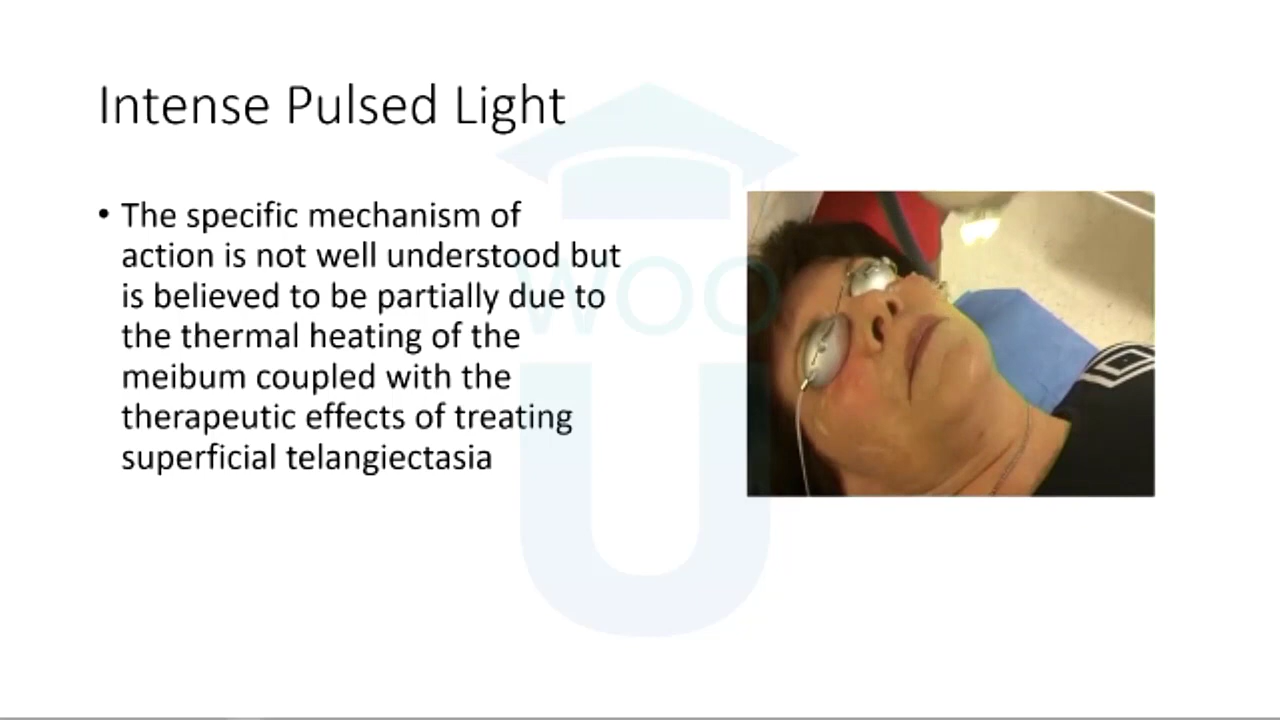 Intense Pulsed Light
• The specific mechanism of
action is not well understood but
is believed to be partially due to
the thermal heating of the
meibum coupled with the
therapeutic effects of treating
superficial telangiectasia
WOO
U